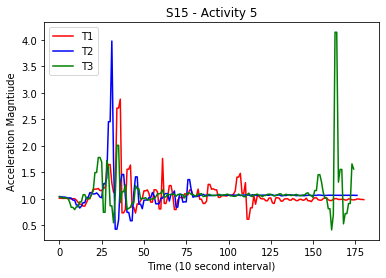 S15 - Activity 5
T1
T2
T3
Acceleration Magntiude
4.0
3.5
3.0
2.5
2.0
1.5
1.0
0.5
0 25 50 75 100 125 150 175
Time (10 second interval)